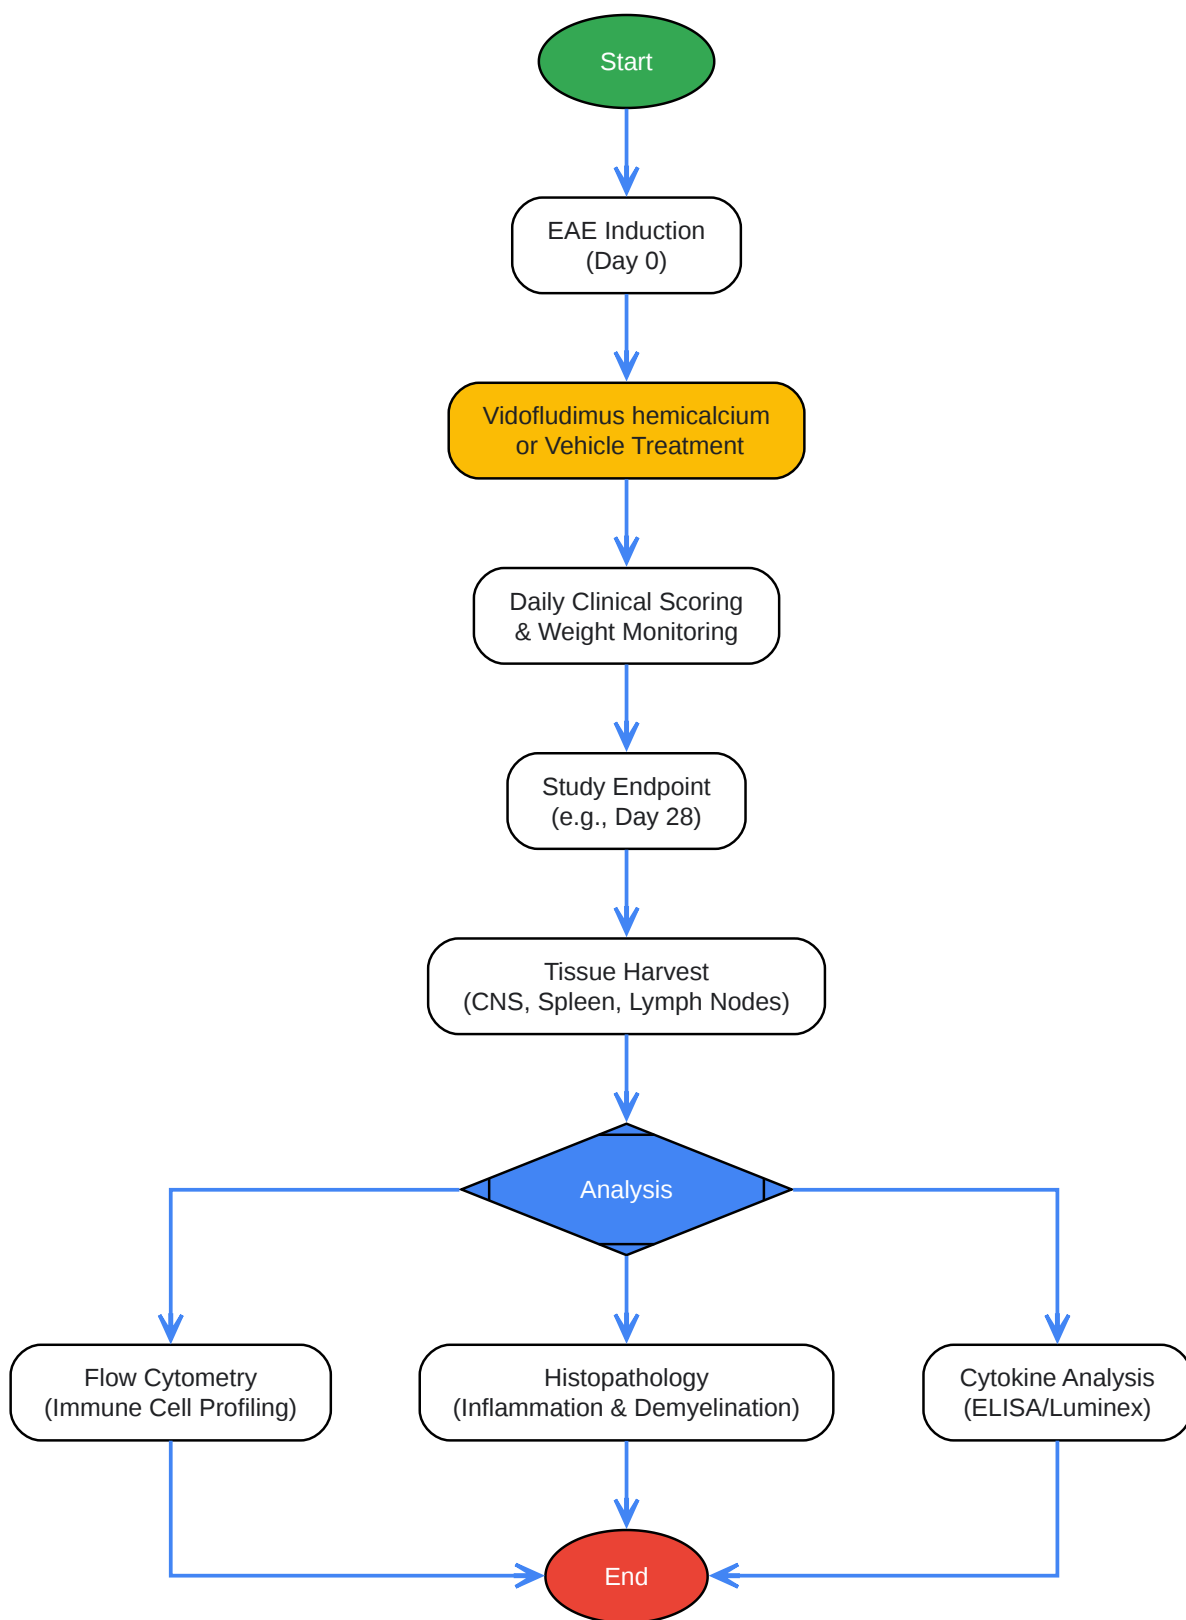 Start
EAE Induction
(Day 0)
Vidofludimus hemicalcium
or Vehicle Treatment
Daily Clinical Scoring
& Weight Monitoring
Study Endpoint
(e.g., Day 28)
Tissue Harvest
(CNS, Spleen, Lymph Nodes)
Analysis
Flow Cytometry
(Immune Cell Profiling)
Histopathology
(Inflammation & Demyelination)
Cytokine Analysis
(ELISA/Luminex)
End